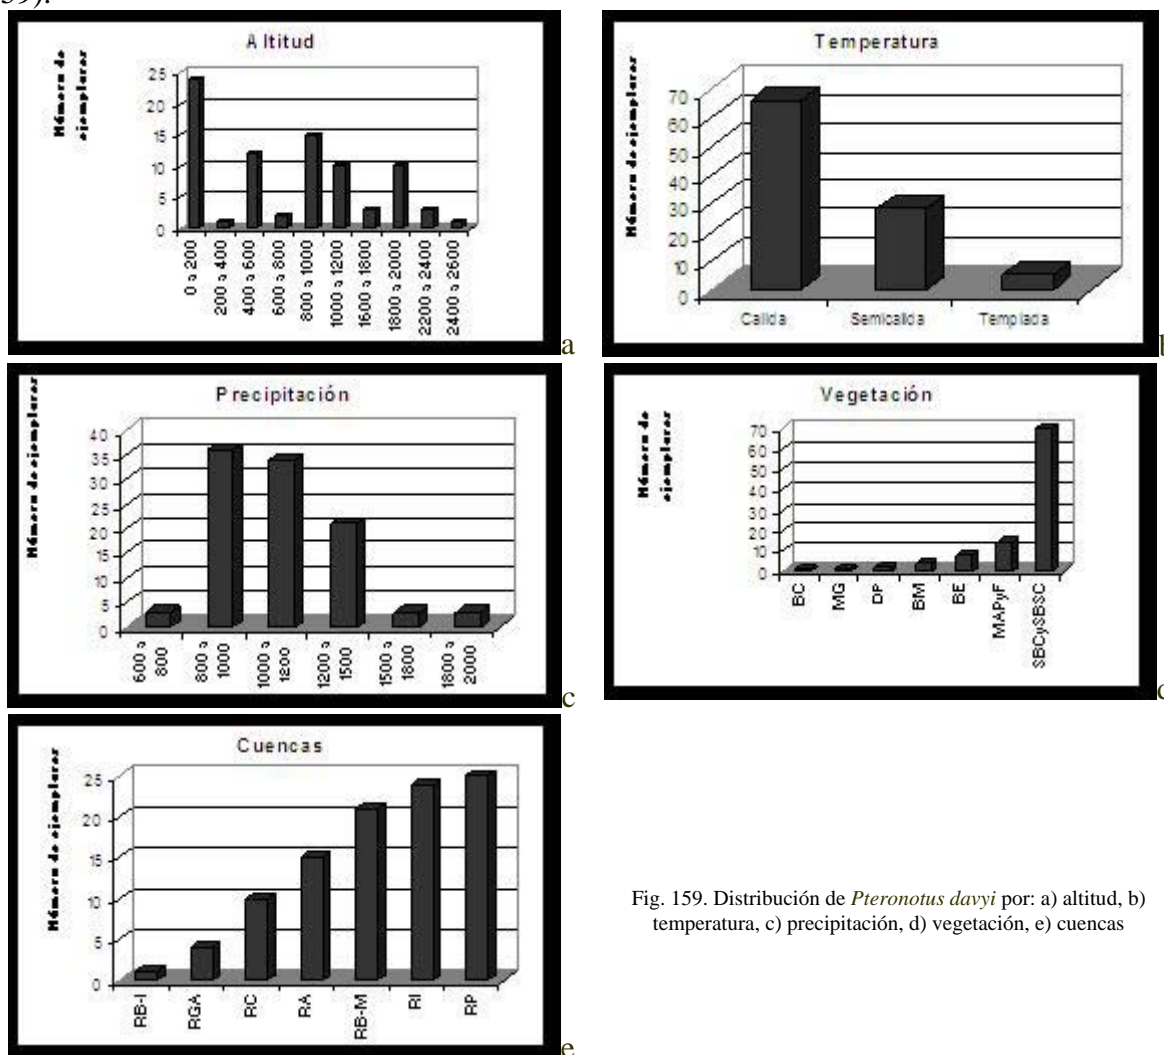 59).
Altitud
Número de
ejemplares
25
20
15
10
5
0
0 a 200
200 a 400
400 a 600
600 a 800
800 a 1000
1000 a 1200
1600 a 1800
1800 a 2000
2200 a 2400
2400 a 2600
a
Temperatura
Número de ejemplares
70
60
50
40
30
20
10
0
Calida
Semicalida
Templada
b
Precipitación
Número de ejemplares
40
35
30
25
20
15
10
5
0
600 a
800
800 a
1000
1000 a
1200
1200 a
1500
1500 a
1800
1800 a
2000
c
Vegetación
Número de
ejemplares
70
60
50
40
30
20
10
0
BC
MG
DP
BM
BE
MAPyF
SBCySBSC
Cuencas
Número de ejemplares
25
20
15
10
5
0
RB-I
RGA
RC
RA
RB-M
RI
RP
e
Fig. 159. Distribución de Pteronotus davyi por: a) altitud, b)
temperatura, c) precipitación, d) vegetación, e) cuencas